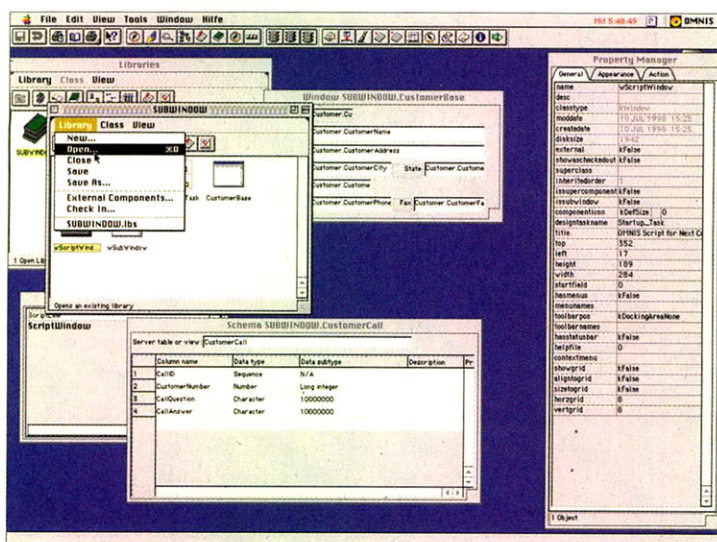 File Edit View Tools Window Hilfe
Mit 5:48.49
OMNIS
Libraries
Library Class View
SUBWINDOW
Library Class View
New...
Open... ⌘O
Close
Save
Save As...
External Components...
Check In...
SUBWINDOW.lbs
Task
CustomerBase
wScriptWind...
wSubWindow
Opens an existing library
1 Open Lib
Window SUBWINDOW.CustomerBase
Customer.Cu
Customer.CustomerName
Customer.CustomerAddress
Customer.CustomerCity State Customer.Custome
Customer.Custome
Customer.CustomerPhone Fax Customer.CustomerFa
ScriptWindow
Schema SUBWINDOW.CustomerCall
Server table or view: CustomerCall
Column name Data type Data subtype Description Pr
1 CallID Sequence N/A
2 CustomerNumber Number Long integer
3 CallQuestion Character 10000000
4 CallAnswer Character 10000000
Property Manager
General Appearance Action
name wScriptWindow
desc
classtype kWindow
moddate 10 JUL 1998 15:25
createdate 10 JUL 1998 15:25
disksize 1942
external kFalse
showascheckedout kFalse
superclass
inheritedorder
issupercomponent kFalse
issubwindow kFalse
componenticon kDefSize 0
designtaskname Startup_Task
title OMNIS Script for Next Co
top 352
left 17
height 189
width 284
startfield 0
hasmenus kFalse
menunames
toolbarpos kDockingAreaNone
toolbarnames
hasstatusbar kFalse
helpfile 0
contextmenu
showgrid kFalse
aligntogrid kFalse
sizetogrid kFalse
horzgrid 8
vertgrid 8
1 Object